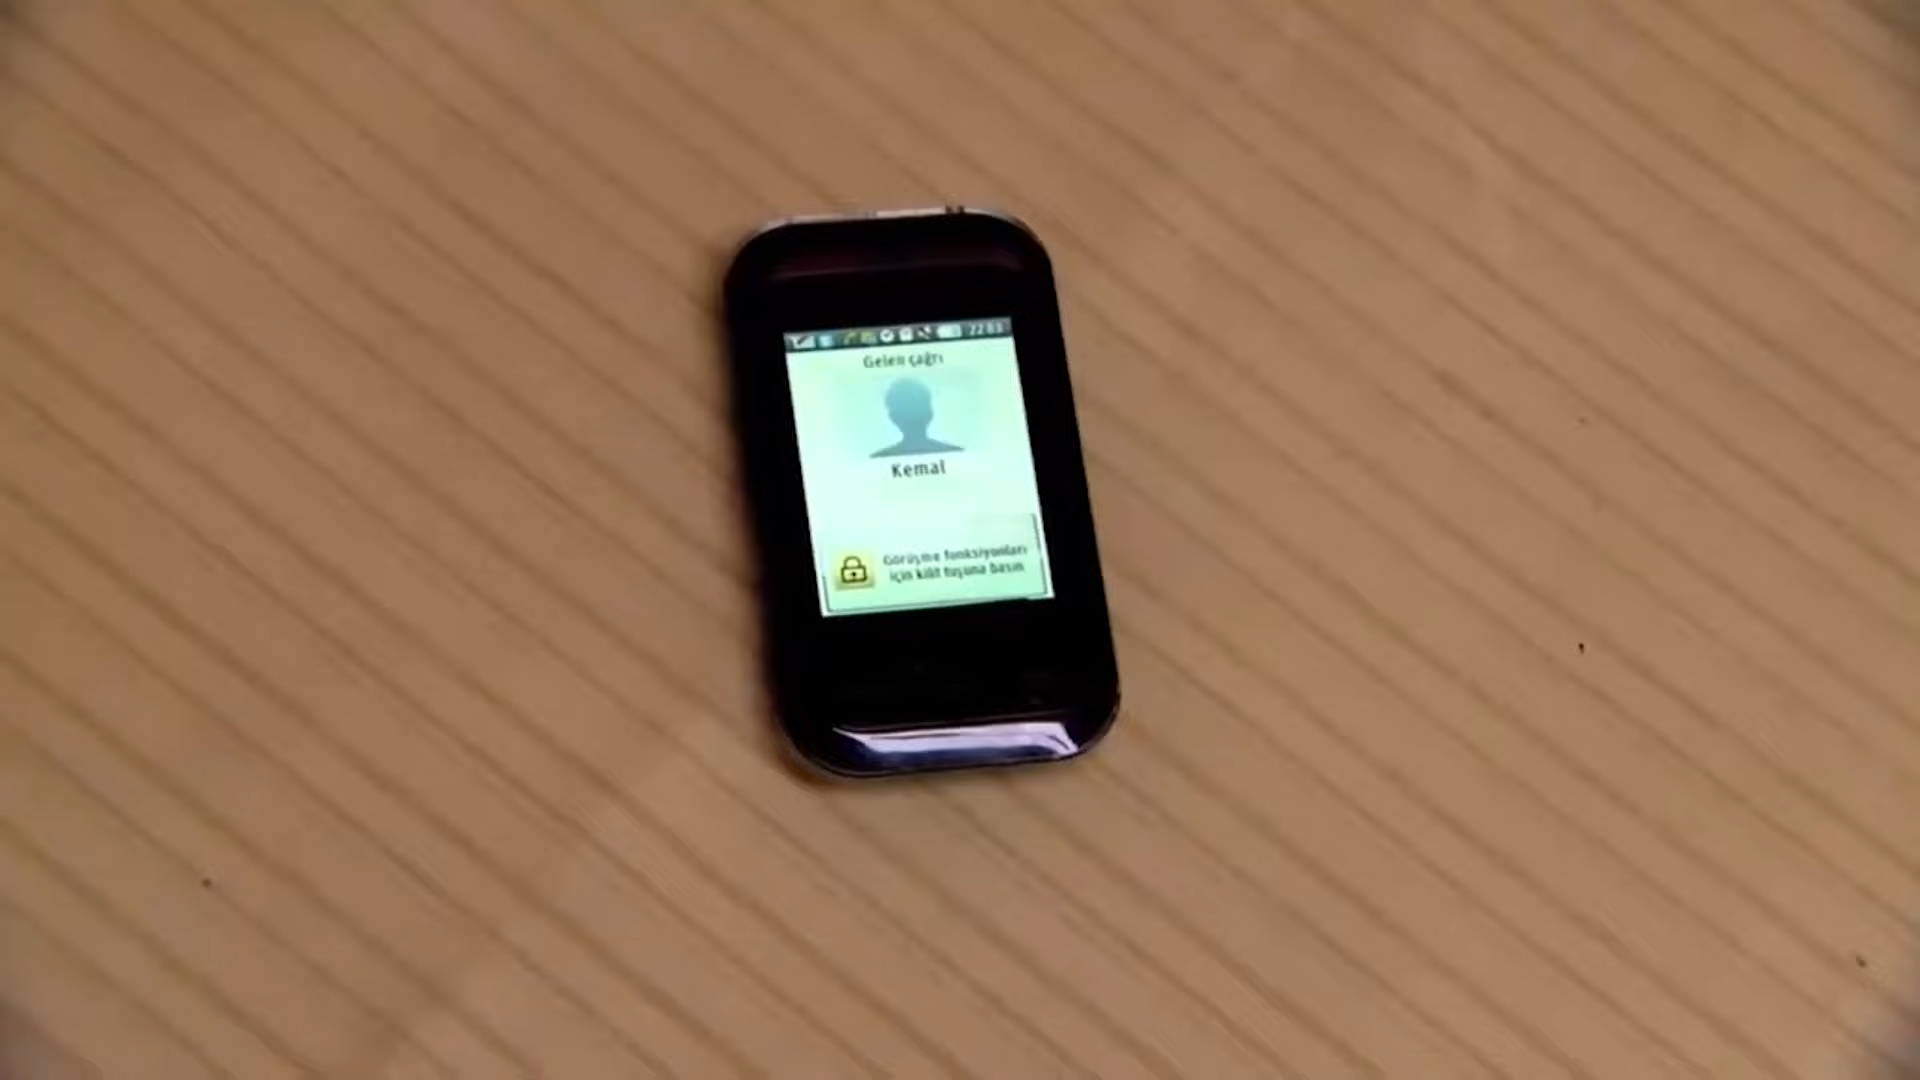 22:03
Gelen çağrı
Kemal
Görüşme fonksiyonları
için kilit tuşuna basın